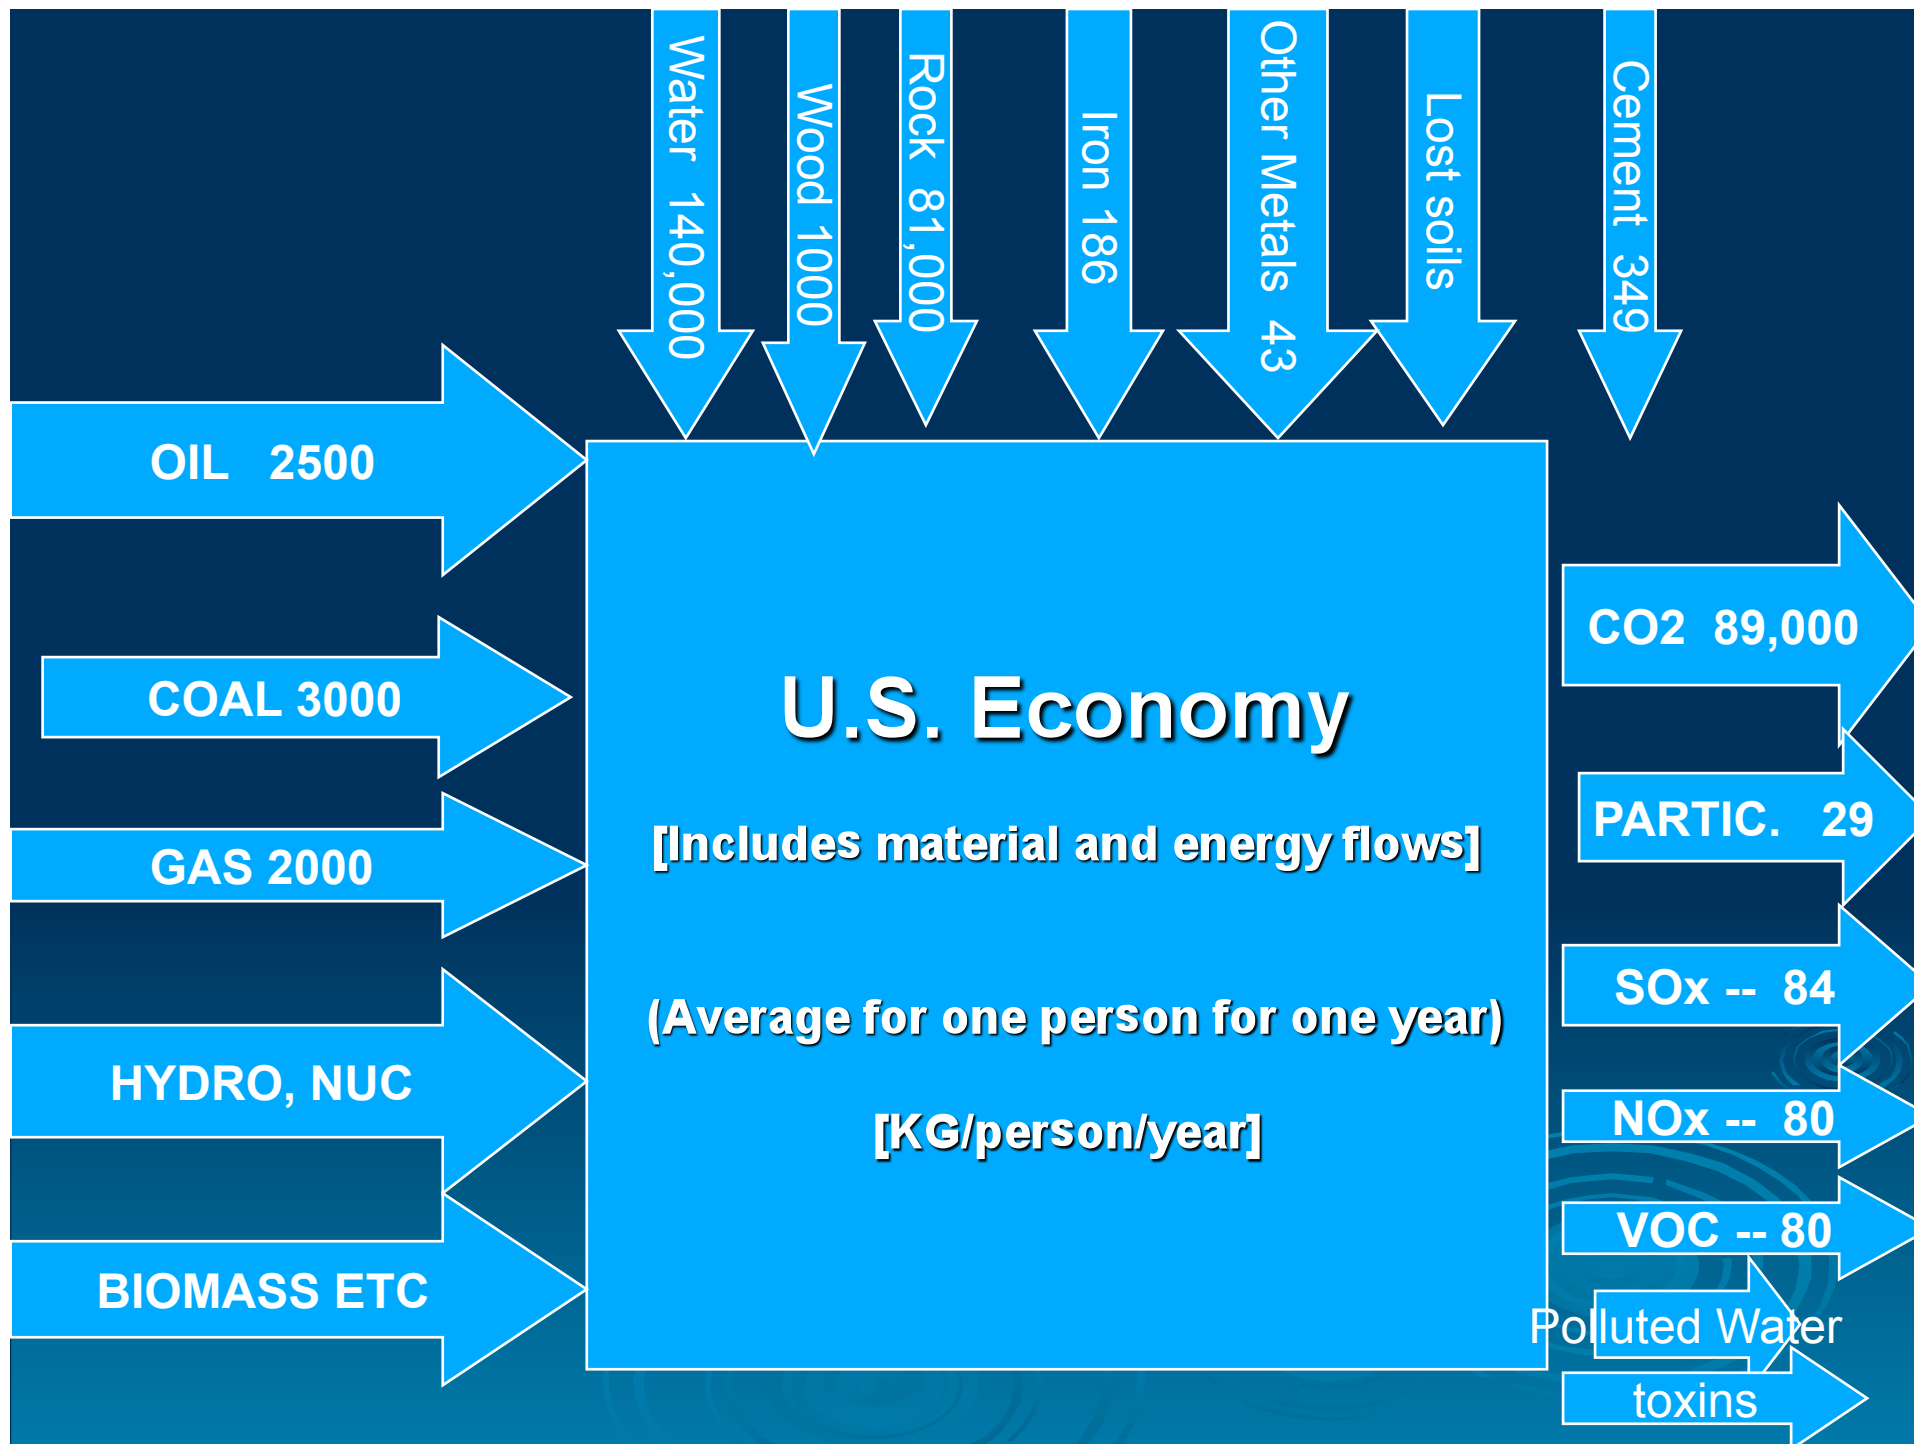 Water 140,000
Wood 1000
Rock 81,000
Iron 186
Other Metals 43
Lost soils
Cement 349
OIL 2500
COAL 3000
GAS 2000
HYDRO, NUC
BIOMASS ETC
U.S. Economy
[Includes material and energy flows]
(Average for one person for one year)
[KG/person/year]
CO2 89,000
PARTIC. 29
SOx -- 84
NOx -- 80
VOC -- 80
Polluted Water
toxins